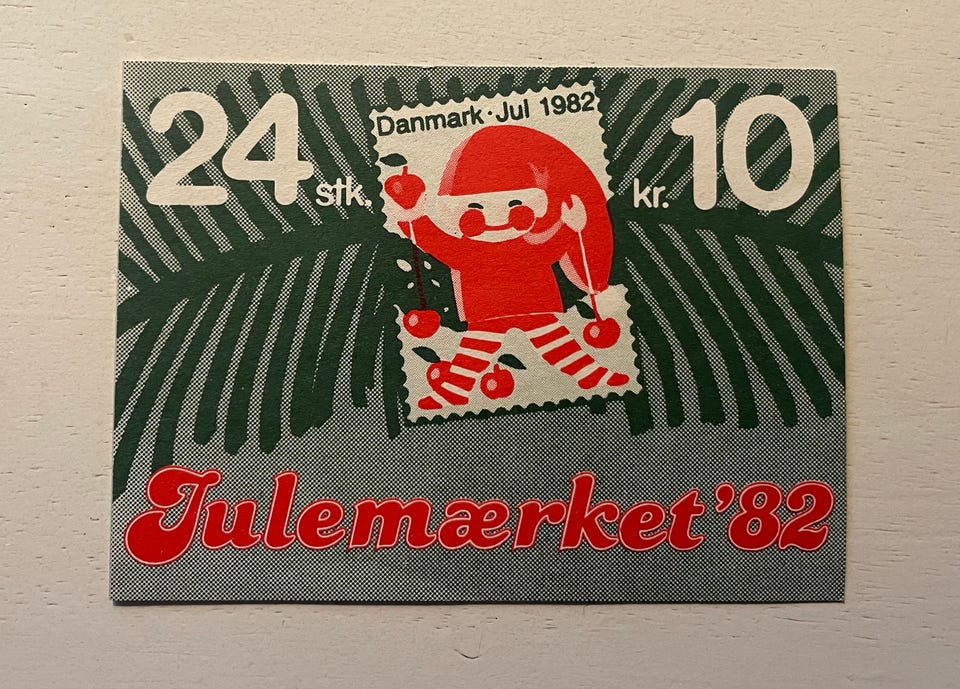 24 stk.
Danmark · Jul 1982
kr. 10
Julemærket '82